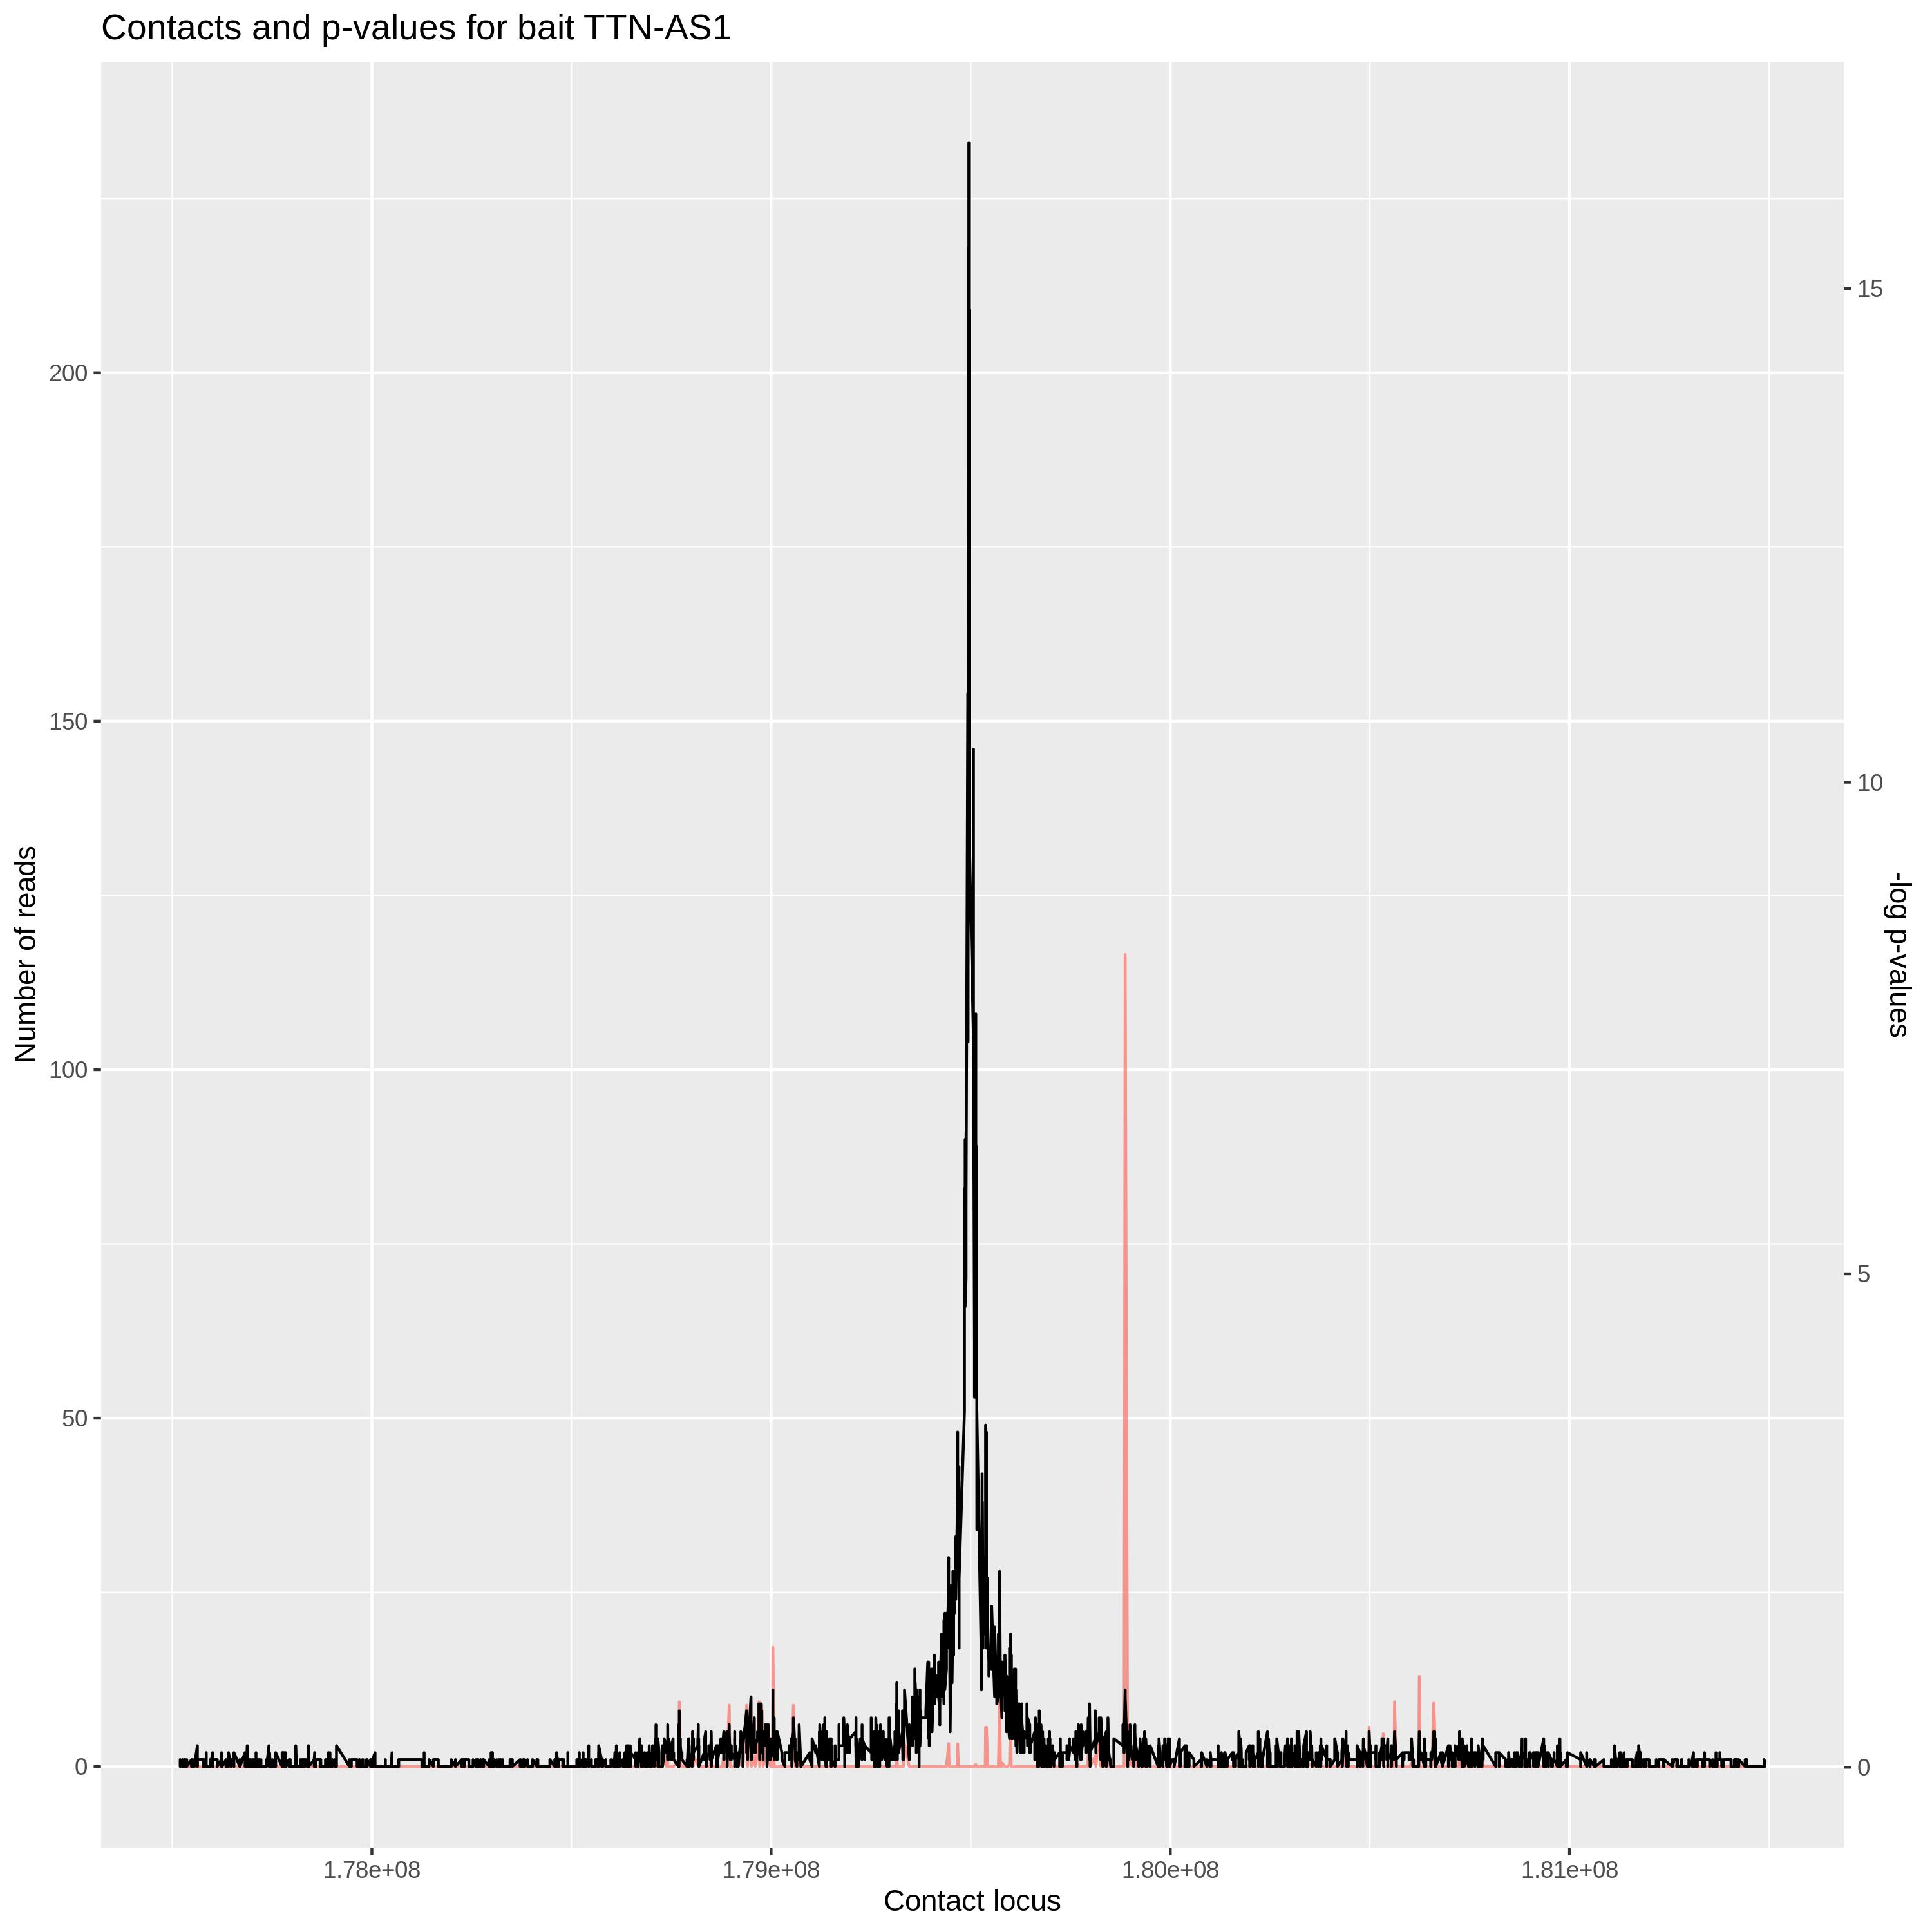 Contacts and p-values for bait TTN-AS1
200
150
100
50
0
Number of reads
15
10
5
0
-log p-values
1.78e+08
1.79e+08
1.80e+08
1.81e+08
Contact locus